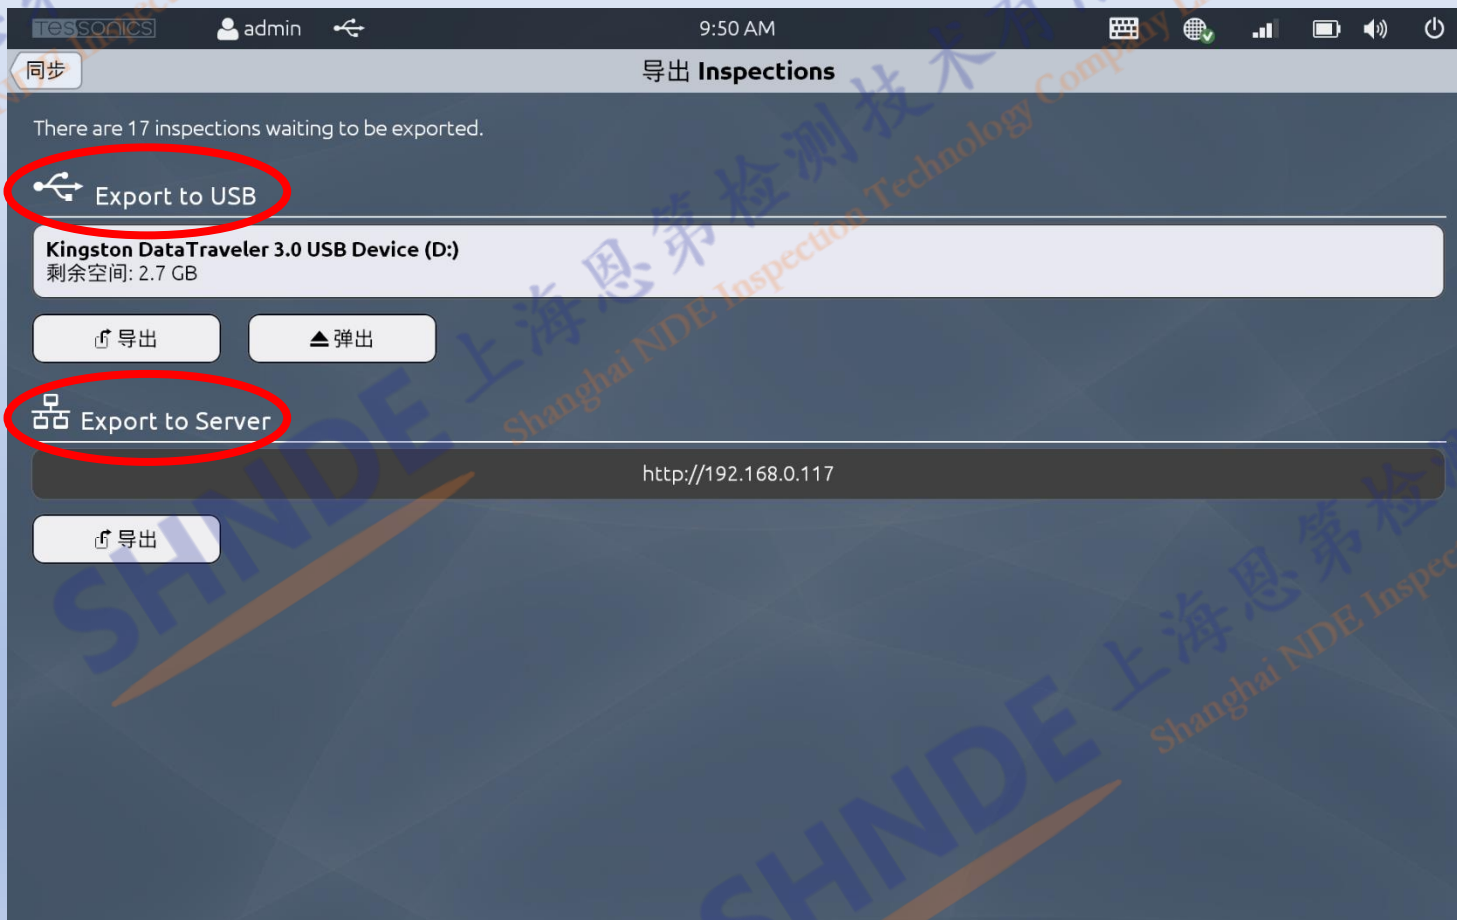 TESSONICS admin 9:50 AM
同步 导出 Inspections
There are 17 inspections waiting to be exported.
Export to USB
Kingston DataTraveler 3.0 USB Device (D:)
剩余空间: 2.7 GB
导出 弹出
Export to Server
http://192.168.0.117
导出
SHNDE 上海恩第检测技术有
Shanghai NDE Inspection Technology Company
SHNDE 上海恩第检
Shanghai NDE Inspec